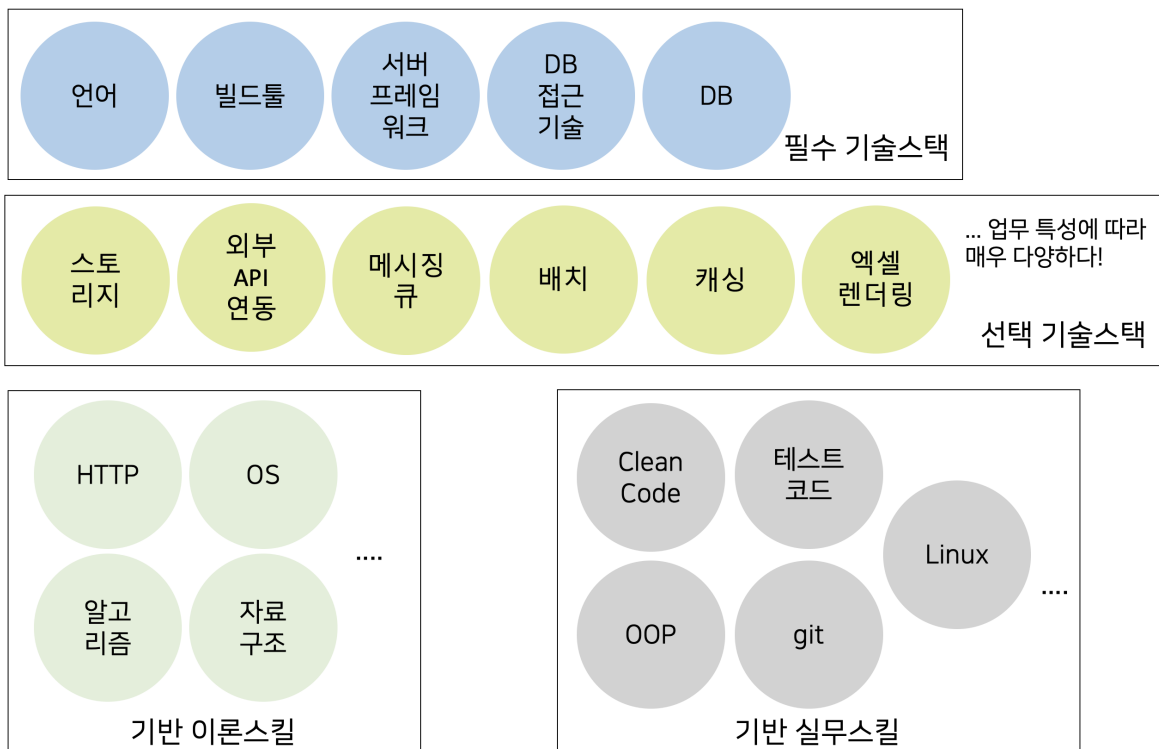 언어
빌드툴
서버
프레임
워크
DB
접근
기술
DB
필수 기술스택
스토
리지
외부
API
연동
메시징
큐
배치
캐싱
엑셀
렌더링
... 업무 특성에 따라
매우 다양하다!
선택 기술스택
HTTP
OS
알고
리즘
자료
구조
....
기반 이론스킬
Clean
Code
테스트
코드
Linux
OOP
git
....
기반 실무스킬